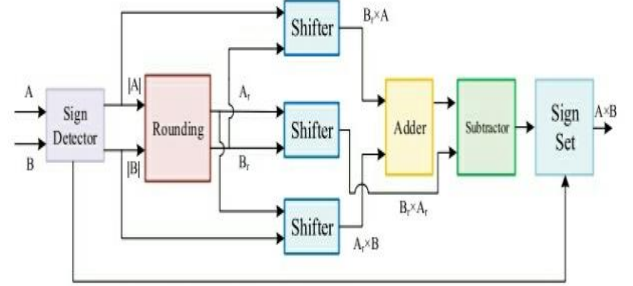 A
B
Sign
Detector
|A|
|B|
Rounding
Aᵣ
Bᵣ
Shifter
Shifter
Shifter
Bᵣ×A
Bᵣ×Aᵣ
Aᵣ×B
Adder
Subtractor
Sign
Set
A×B